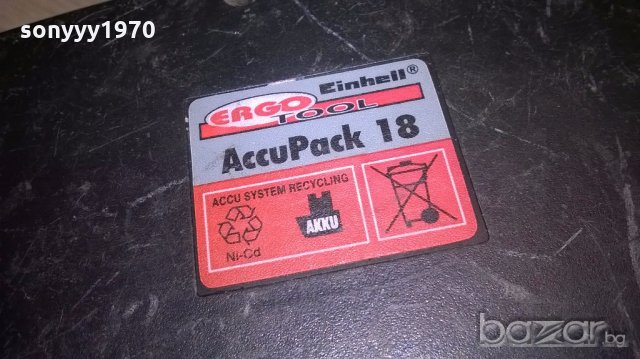 sonyyy1970
Einhell®
ERGO
TOOL
AccuPack 18
ACCU SYSTEM RECYCLING
AKKU
Ni-Cd
bazar.bg